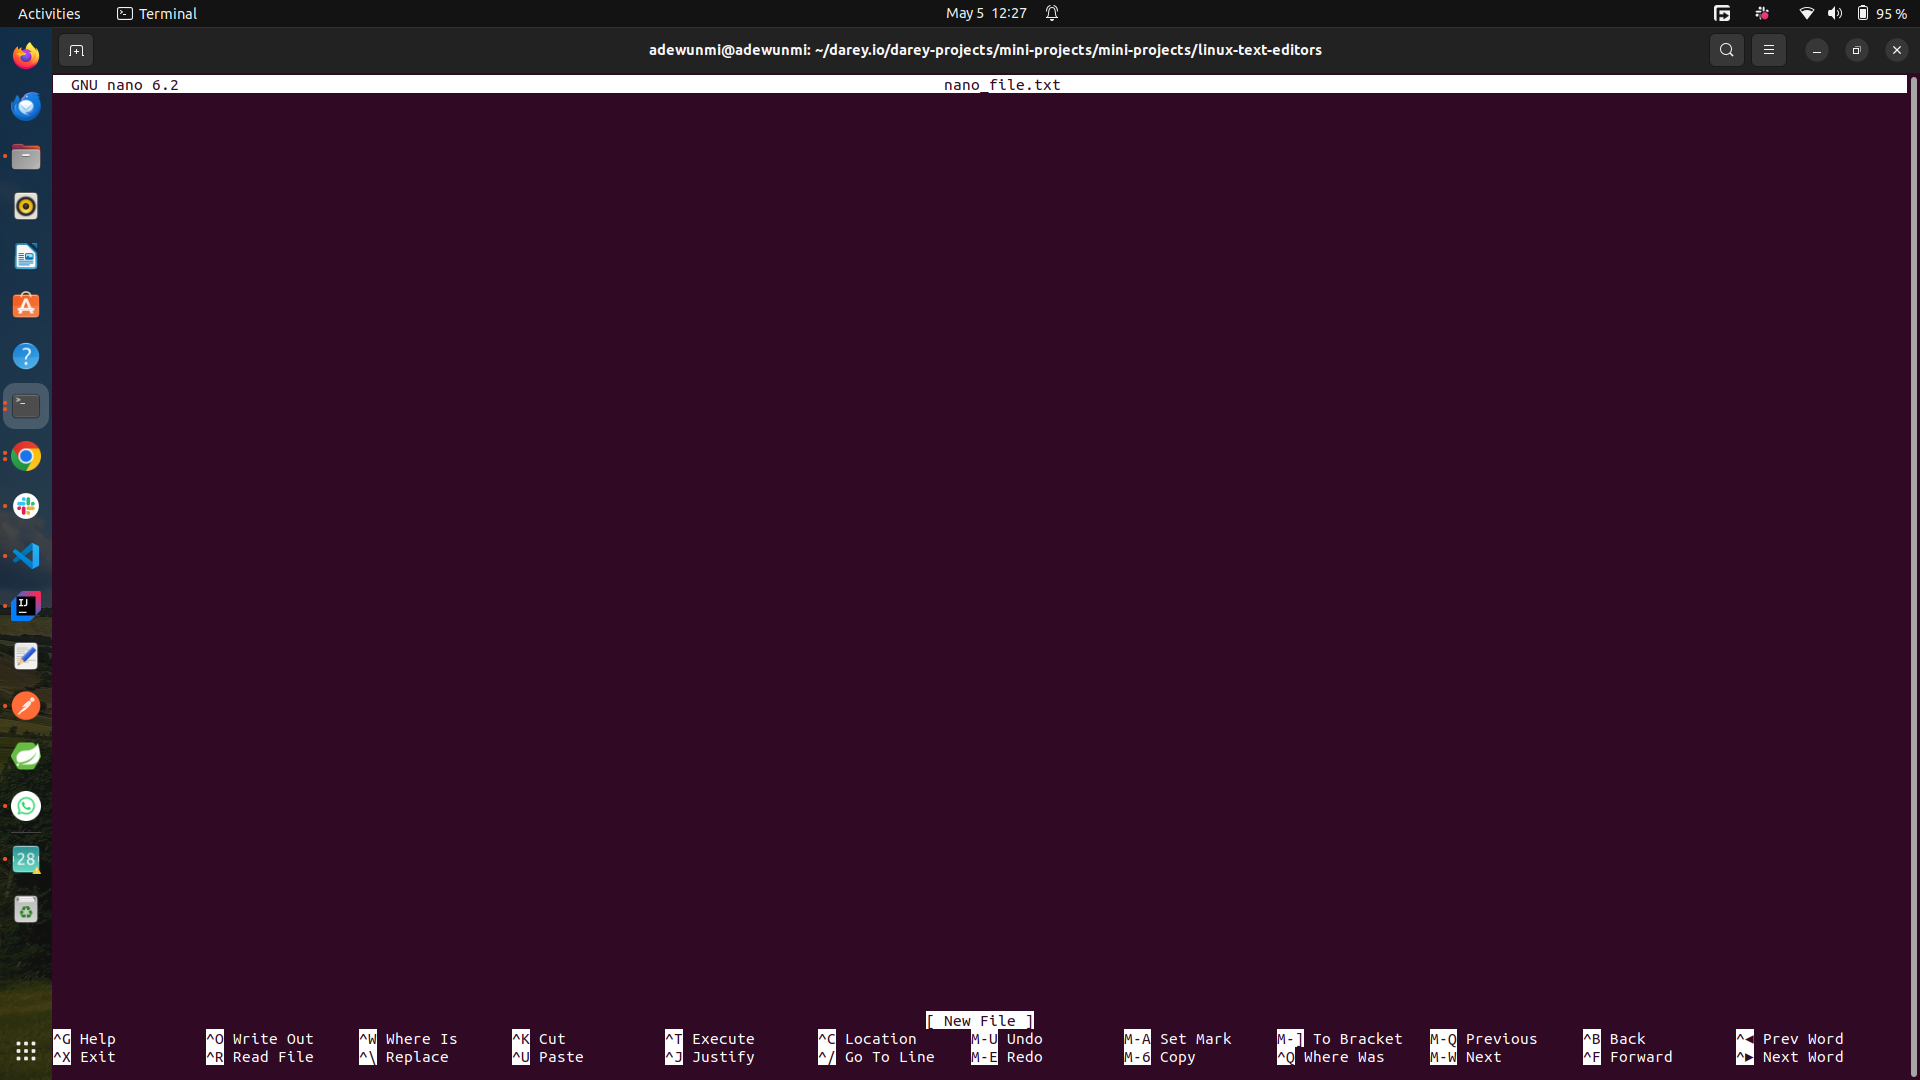 Activities Terminal May 5 12:27 95 %
adewunmi@adewunmi: ~/darey.io/darey-projects/mini-projects/mini-projects/linux-text-editors
GNU nano 6.2 nano_file.txt
>_
IJ
28
[ New File ]
^G Help ^O Write Out ^W Where Is ^K Cut ^T Execute ^C Location M-U Undo M-A Set Mark M-] To Bracket M-Q Previous ^B Back ^◀ Prev Word
^X Exit ^R Read File ^\ Replace ^U Paste ^J Justify ^/ Go To Line M-E Redo M-6 Copy ^Q Where Was M-W Next ^F Forward ^▶ Next Word